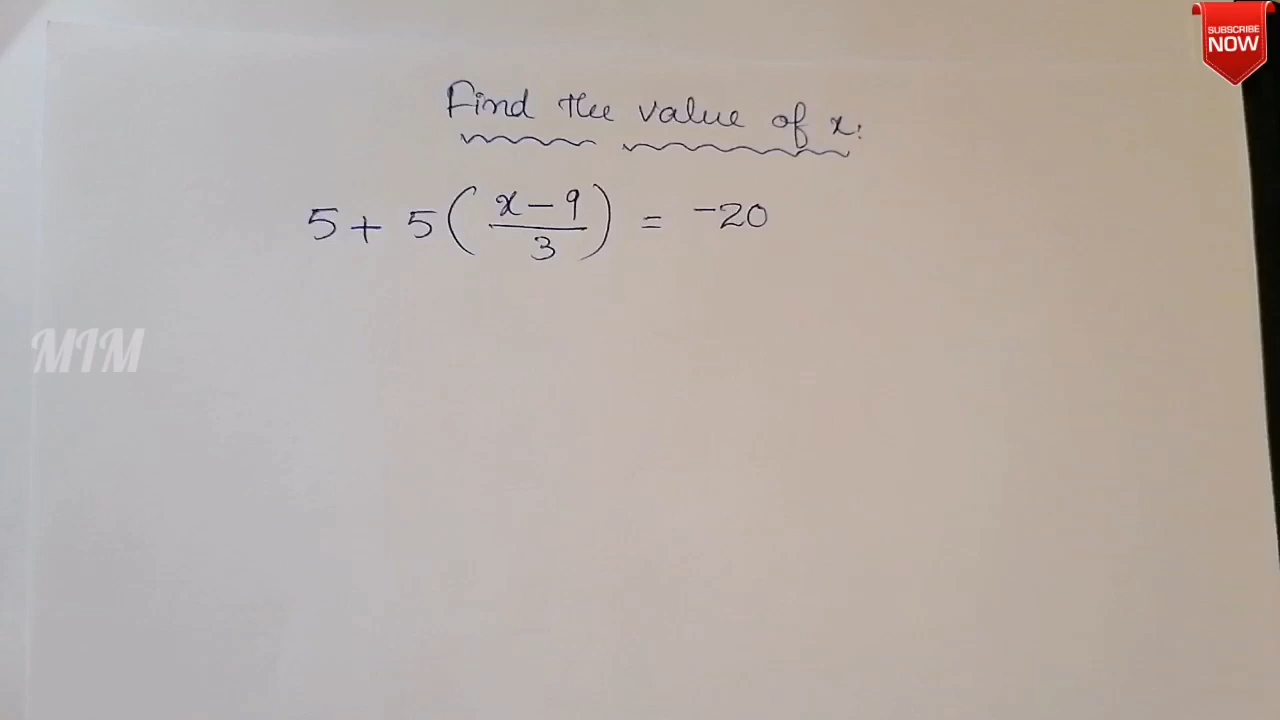 SUBSCRIBE
NOW
Find the value of x:
5 + 5 ( x - 9 / 3 ) = -20
MIM